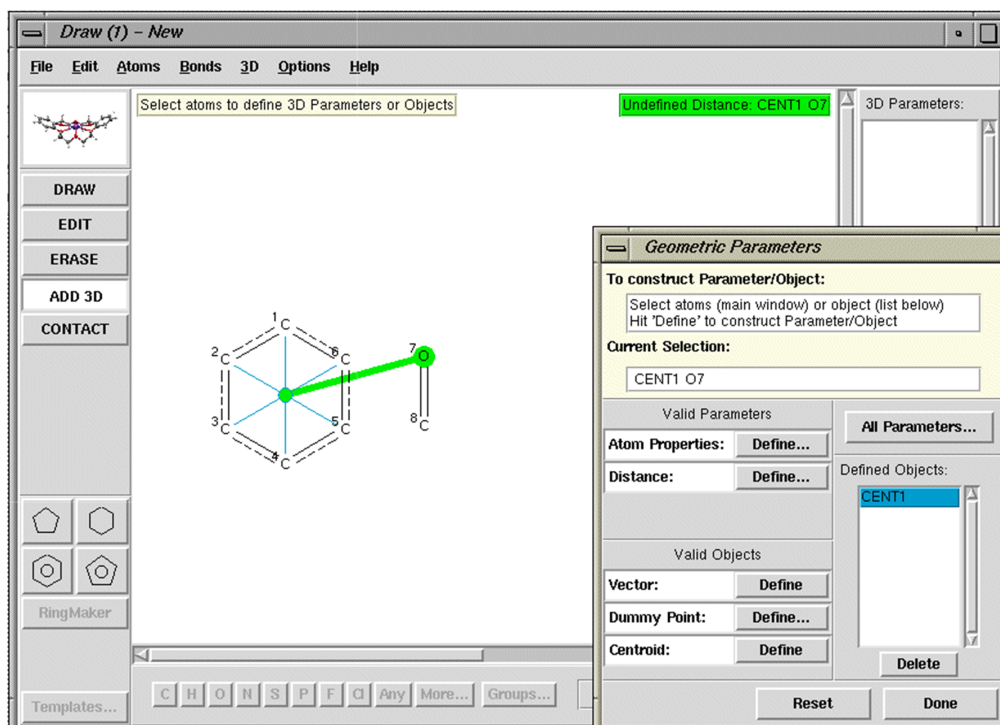 Draw (1) – New
File Edit Atoms Bonds 3D Options Help
Select atoms to define 3D Parameters or Objects
Undefined Distance: CENT1 O7
3D Parameters:
DRAW
EDIT
ERASE
ADD 3D
CONTACT
RingMaker
Templates...
1 C
2 C
6 C
3 C
5 C
4 C
7 O
8 C
C H O N S P F Cl Any More... Groups...
Geometric Parameters
To construct Parameter/Object:
Select atoms (main window) or object (list below)
Hit 'Define' to construct Parameter/Object
Current Selection:
CENT1 O7
Valid Parameters
Atom Properties: Define...
Distance: Define...
Valid Objects
Vector: Define
Dummy Point: Define...
Centroid: Define
All Parameters...
Defined Objects:
CENT1
Delete
Reset Done